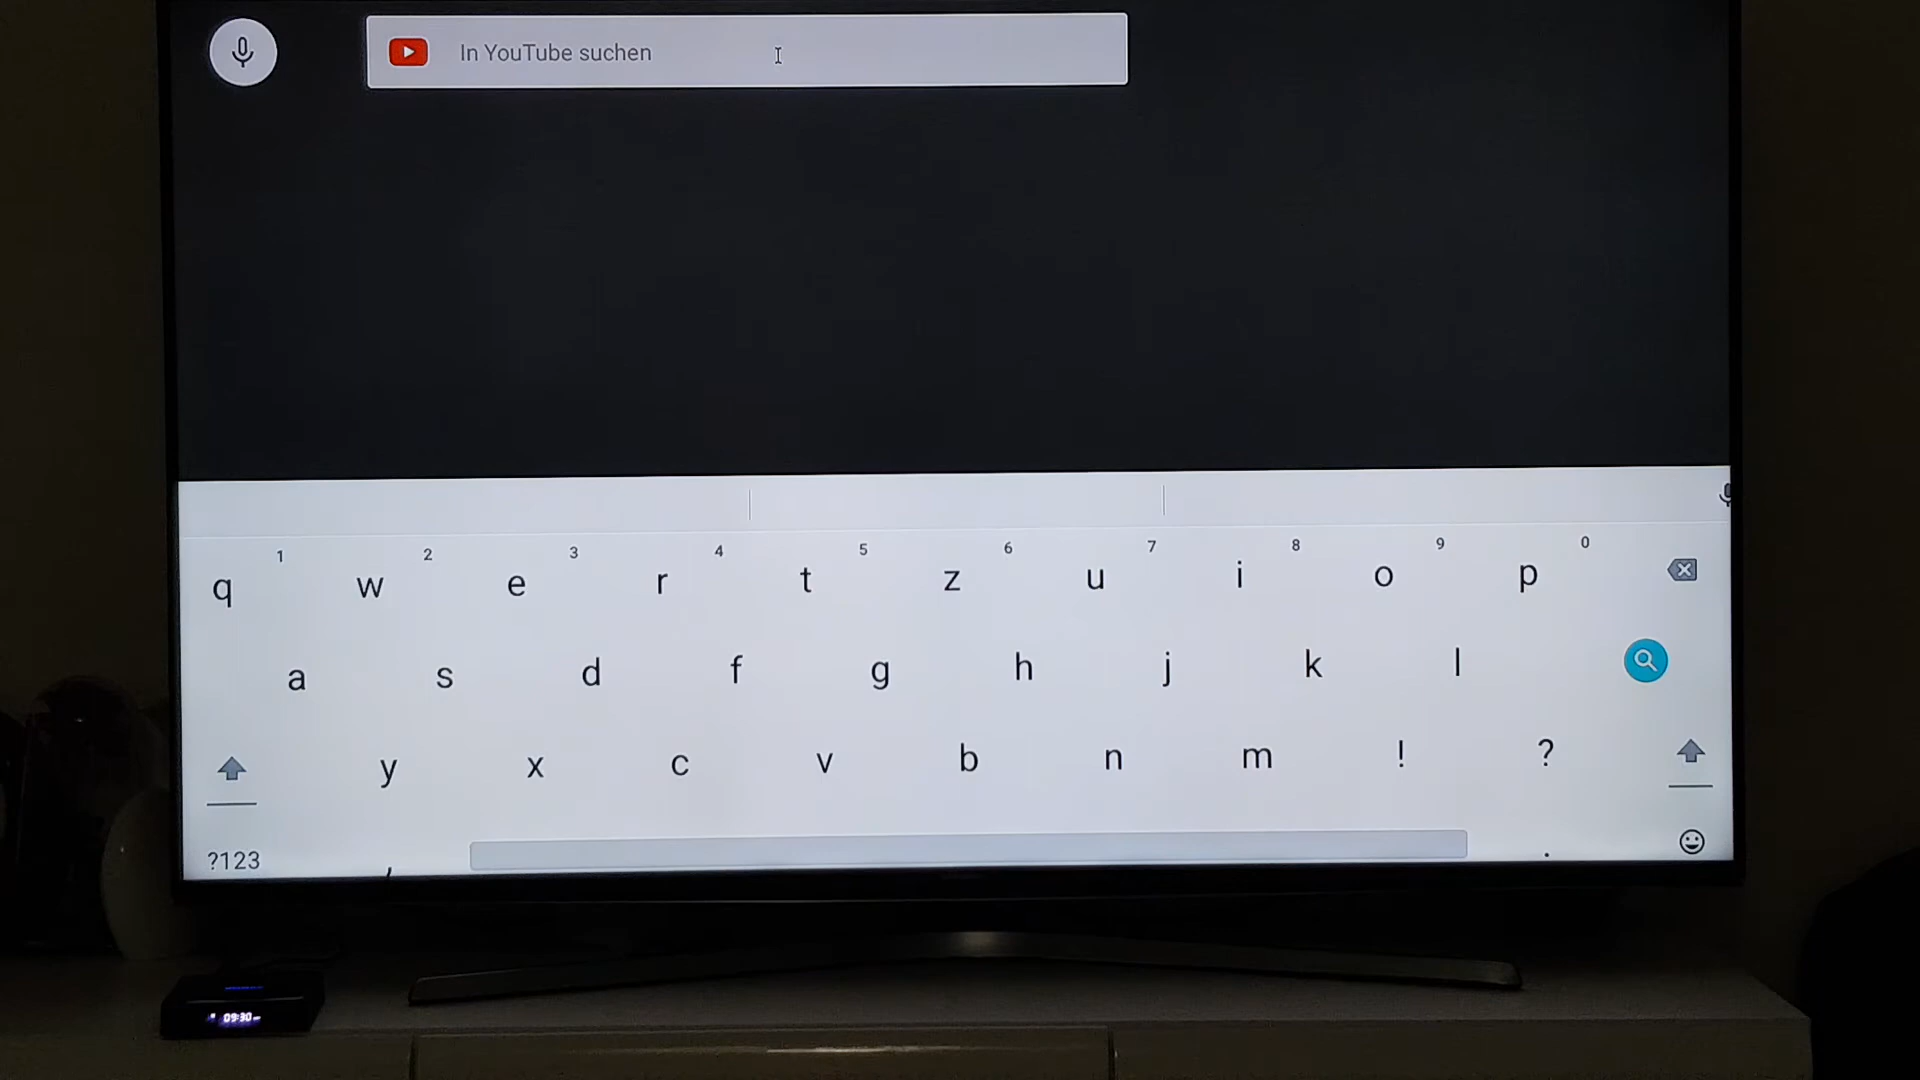 In YouTube suchen
1 2 3 4 5 6 7 8 9 0
q w e r t z u i o p
a s d f g h j k l
y x c v b n m ! ?
?123 , .
09:30